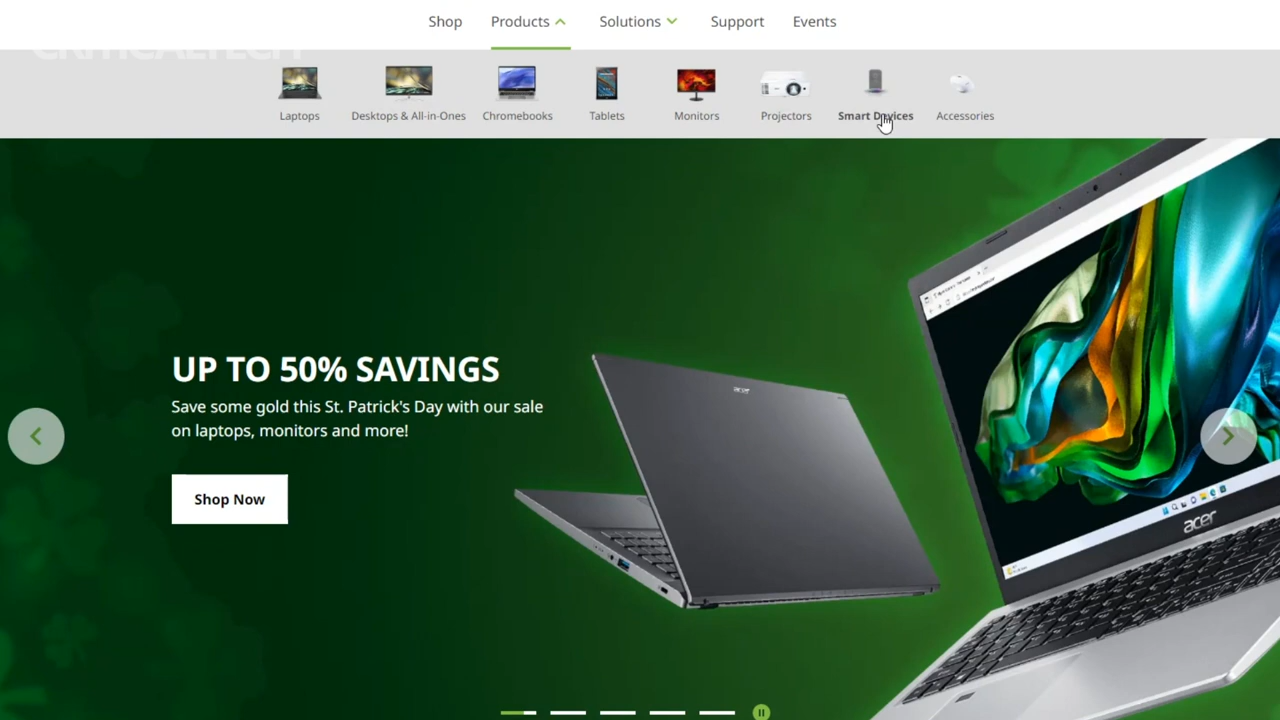 Shop Products Solutions Support Events
CRITICALTECH
Laptops Desktops & All-in-Ones Chromebooks Tablets Monitors Projectors Smart Devices Accessories
UP TO 50% SAVINGS
Save some gold this St. Patrick's Day with our sale
on laptops, monitors and more!
Shop Now
acer
acer